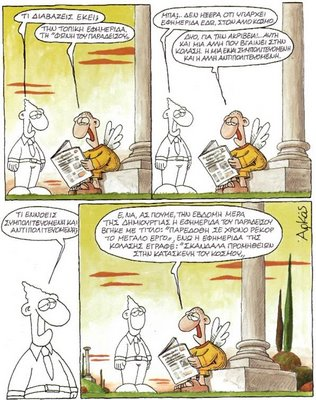 ΤΙ ΔΙΑΒΑΖΕΙΣ ΕΚΕΙ;
ΤΗΝ ΤΟΠΙΚΗ ΕΦΗΜΕΡΙΔΑ,
ΤΗ "ΦΩΝΗ ΤΟΥ ΠΑΡΑΔΕΙΣΟΥ„
ΜΠΑ;.. ΔΕΝ ΗΞΕΡΑ ΟΤΙ ΥΠΑΡΧΕΙ
ΕΦΗΜΕΡΙΔΑ ΕΔΩ, ΣΤΟΝ ΑΛΛΟ ΚΟΣΜΟ.
ΔΥΟ, ΓΙΑ ΤΗΝ ΑΚΡΙΒΕΙΑ!.. ΑΥΤΗ
ΚΑΙ ΜΙΑ ΑΛΛΗ ΠΟΥ ΒΓΑΙΝΕΙ ΣΤΗΝ
ΚΟΛΑΣΗ. Η ΜΙΑ ΕΙΝΑΙ ΣΥΜΠΟΛΙΤΕΥΟΜΕΝΗ
ΚΑΙ Η ΑΛΛΗ ΑΝΤΙΠΟΛΙΤΕΥΟΜΕΝΗ.
ΤΙ ΕΝΝΟΕΙΣ
ΣΥΜΠΟΛΙΤΕΥΟΜΕΝΗ ΚΑΙ
ΑΝΤΙΠΟΛΙΤΕΥΟΜΕΝΗ;
Ε, ΝΑ, ΑΣ ΠΟΥΜΕ, ΤΗΝ ΕΒΔΟΜΗ ΜΕΡΑ
ΤΗΣ ΔΗΜΙΟΥΡΓΙΑΣ Η ΕΦΗΜΕΡΙΔΑ ΤΟΥ ΠΑΡΑΔΕΙΣΟΥ
ΒΓΗΚΕ ΜΕ ΤΙΤΛΟ: "ΠΑΡΕΔΟΘΗ ΣΕ ΧΡΟΝΟ ΡΕΚΟΡ
ΤΟ ΜΕΓΑΛΟ ΕΡΓΟ„, ΕΝΩ Η ΕΦΗΜΕΡΙΔΑ ΤΗΣ
ΚΟΛΑΣΗΣ ΕΓΡΑΦΕ: "ΣΚΑΝΔΑΛΑ ΠΡΟΜΗΘΕΙΩΝ
ΣΤΗΝ ΚΑΤΑΣΚΕΥΗ ΤΟΥ ΚΟΣΜΟΥ„
Αρκάς